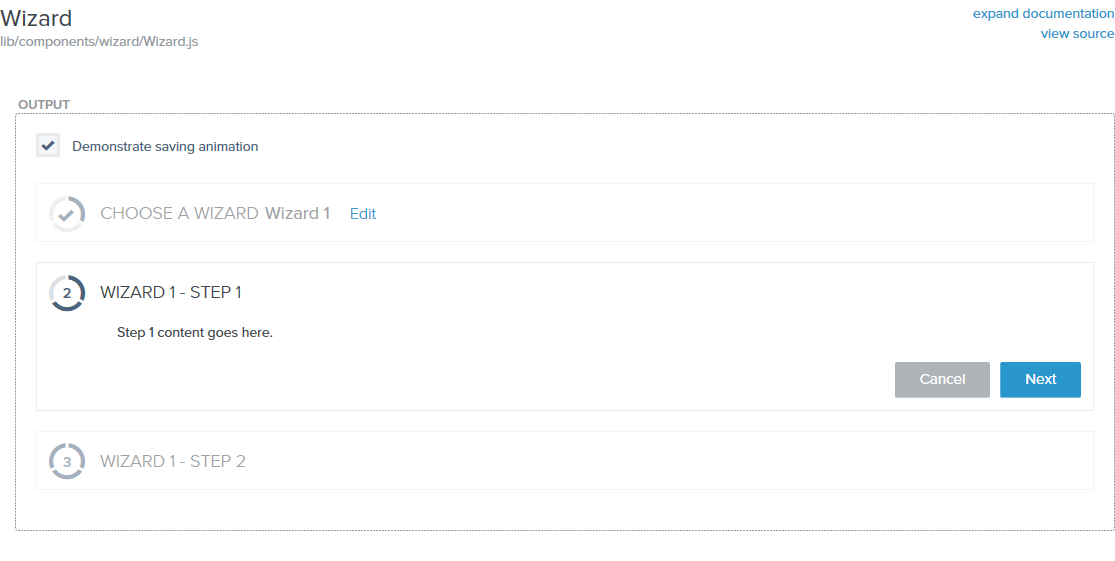 Wizard
expand documentation
lib/components/wizard/Wizard.js
view source
OUTPUT
Demonstrate saving animation
CHOOSE A WIZARD Wizard 1 Edit
2 WIZARD 1 - STEP 1
Step 1 content goes here.
Cancel Next
3 WIZARD 1 - STEP 2